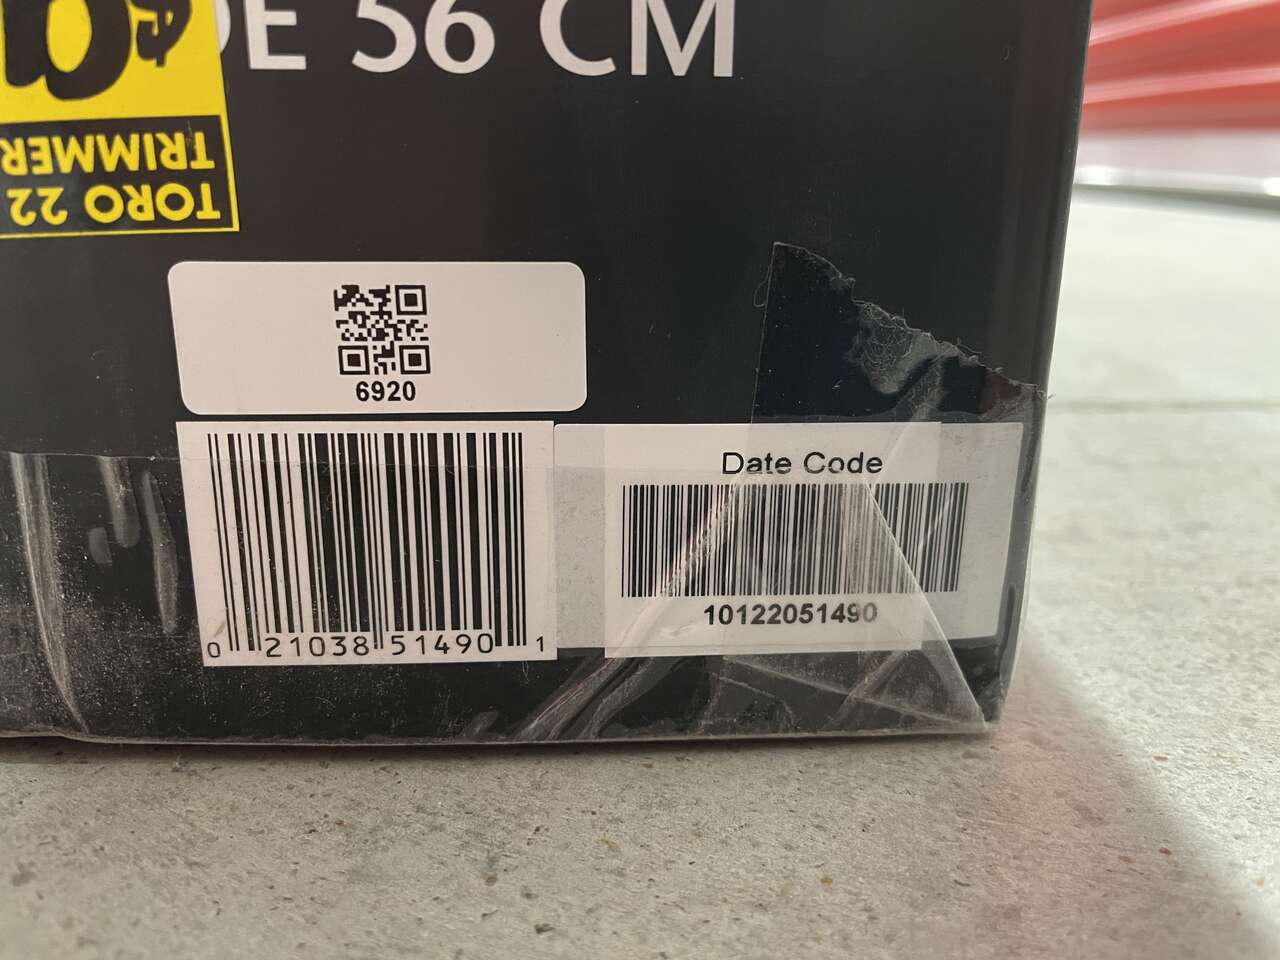 DE 56 CM
TORO 22
TRIMMER
6920
0 21038 51490 1
Date Code
10122051490